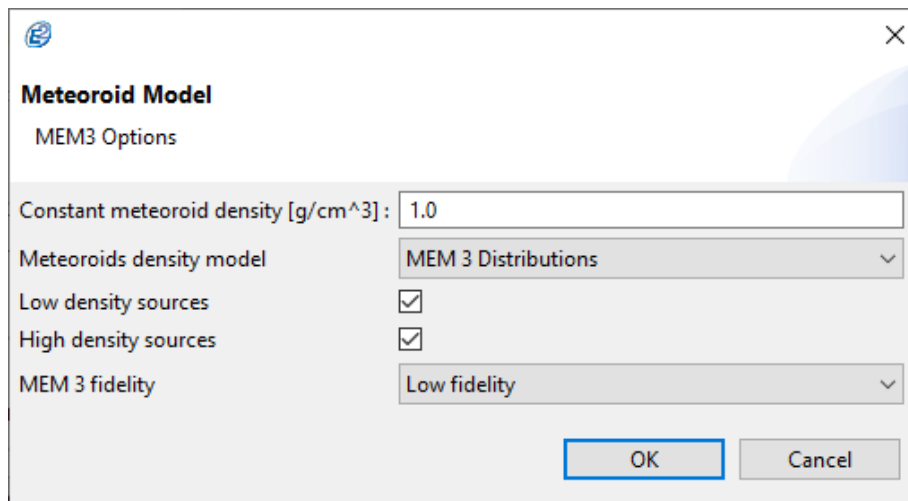 Meteoroid Model
MEM3 Options
Constant meteoroid density [g/cm^3] : 1.0
Meteoroids density model MEM 3 Distributions
Low density sources
High density sources
MEM 3 fidelity Low fidelity
OK Cancel